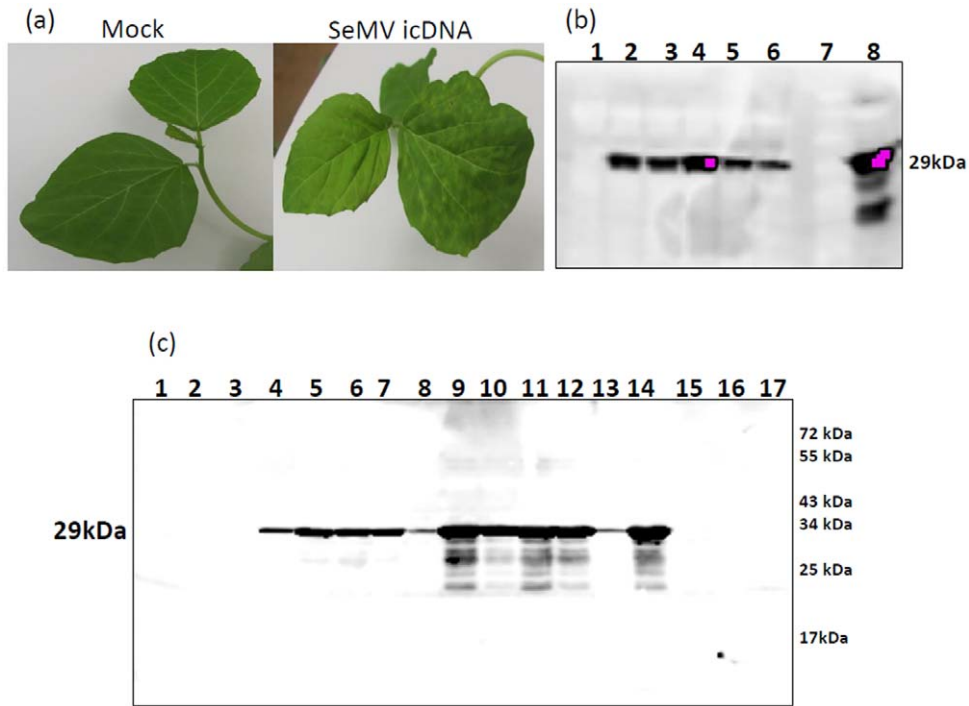 (a)
Mock
SeMV icDNA
(b)
1 2 3 4 5 6 7 8
29kDa
(c)
1 2 3 4 5 6 7 8 9 10 11 12 13 14 15 16 17
29kDa
72 kDa
55 kDa
43 kDa
34 kDa
25 kDa
17kDa